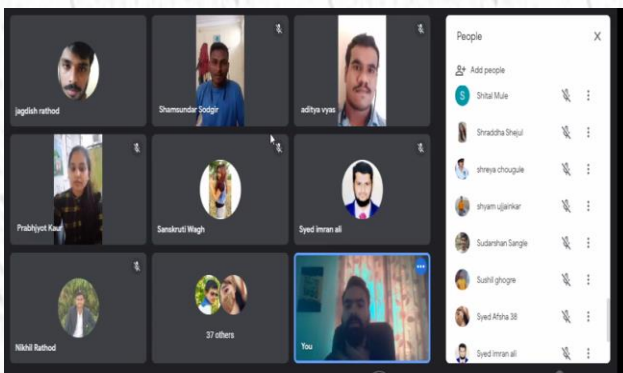 jagdish rathod
Shamsundar Sodgir
aditya vyas
Prabhjyot Kaur
Sanskruti Wagh
Syed imran ali
Nikhil Rathod
37 others
You
People
X
Add people
S
Shital Mule
Shraddha Shejul
shreya chougule
shyam ujjainkar
Sudarshan Sangle
Sushil ghogre
Syed Afsha 38
Syed imran ali